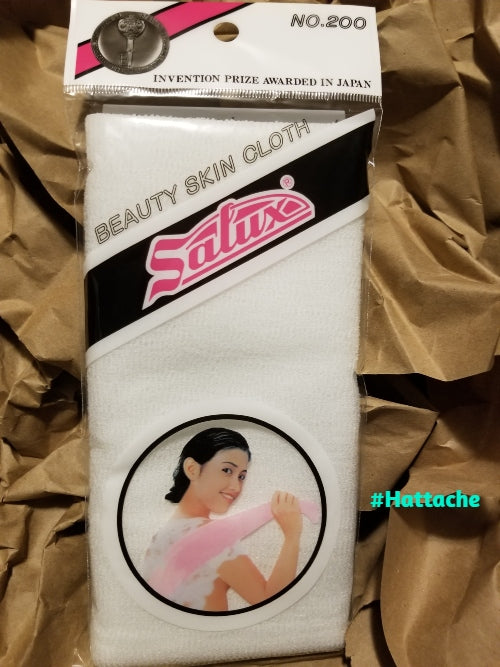 NO.200
INVENTION PRIZE AWARDED IN JAPAN
BEAUTY SKIN CLOTH
Salux®
#Hattache